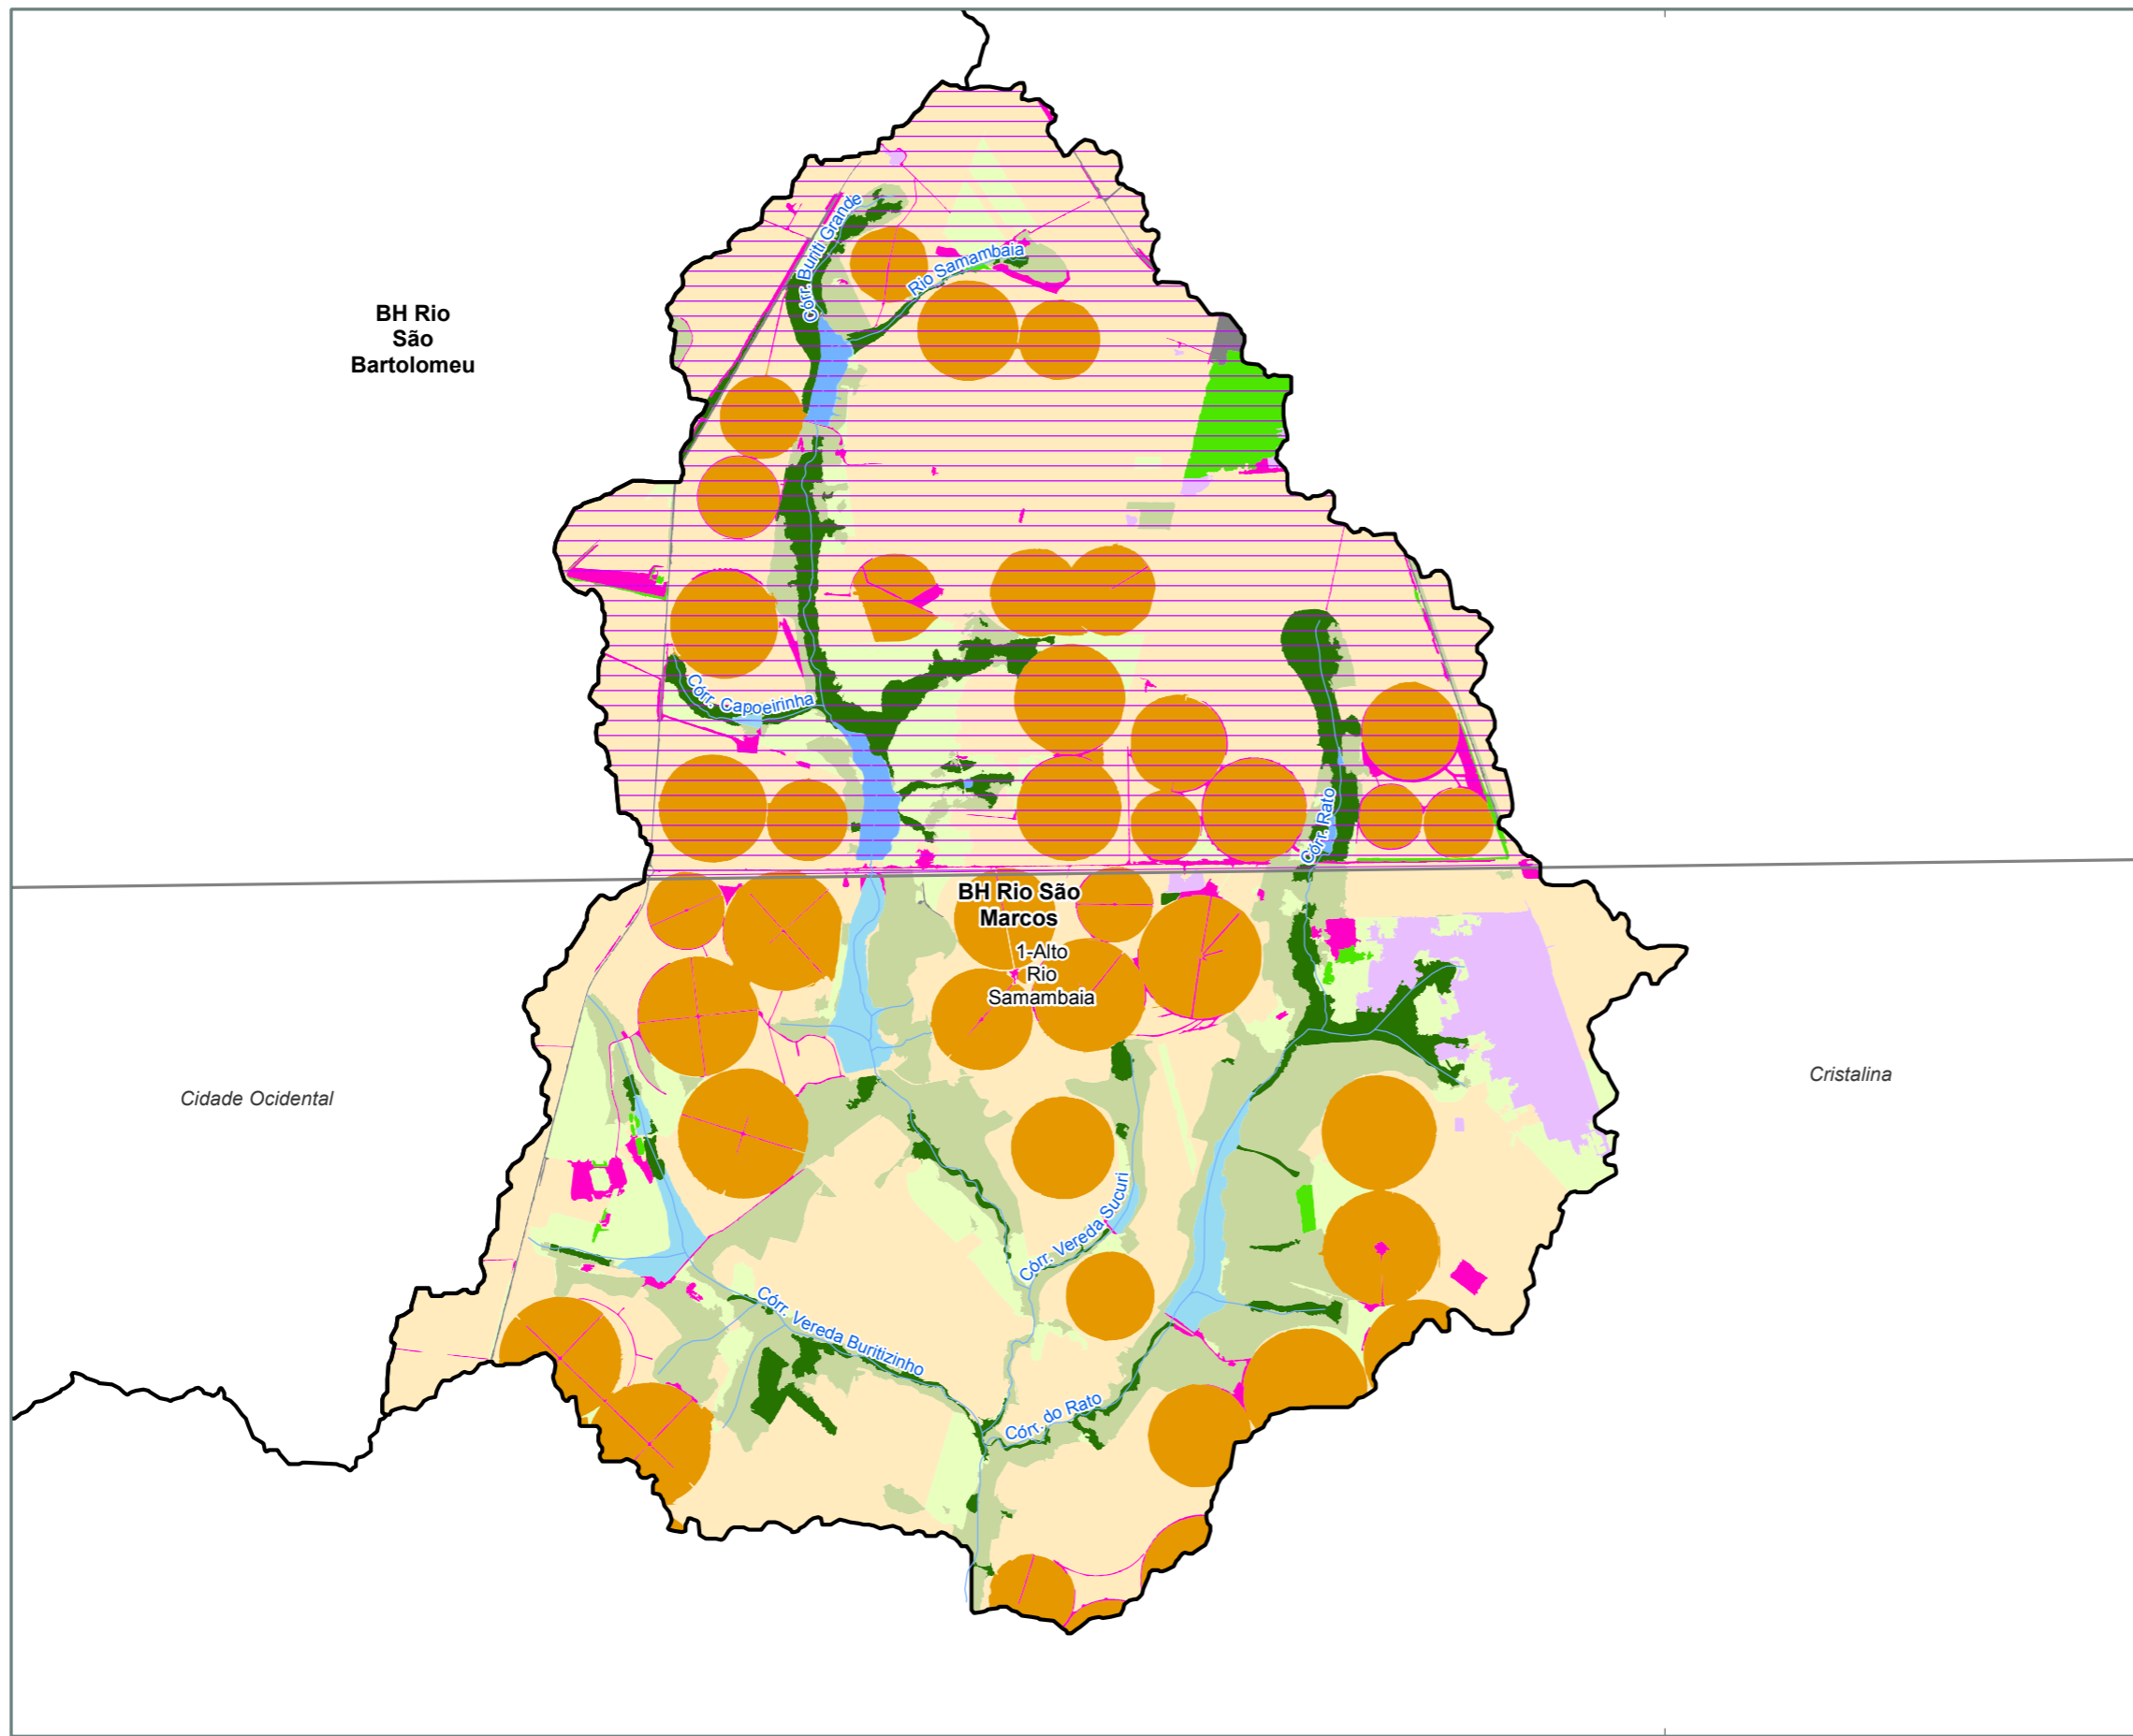 BH Rio
São
Bartolomeu
Córr. Buriti Grande
Rio Samambaia
Córr. Capoeirinha
Córr. Rato
BH Rio São
Marcos
1-Alto
Rio
Samambaia
Cidade Ocidental
Cristalina
Córr. Vereda Sucuri
Córr. Vereda Buritizinho
Córr. do Rato